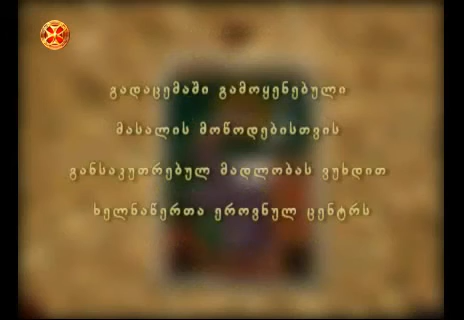 გადაცემაში გამოყენებული
მასალის მოწოდებისთვის
განსაკუთრებულ მადლობას ვუხდით
ხელნაწერთა ეროვნულ ცენტრს